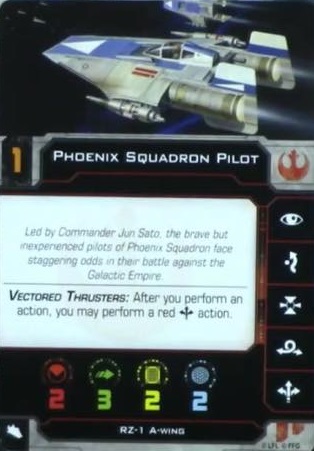 1 PHOENIX SQUADRON PILOT
Led by Commander Jun Sato, the brave but
inexperienced pilots of Phoenix Squadron face
staggering odds in their battle against the
Galactic Empire.
VECTORED THRUSTERS: After you perform an
action, you may perform a red action.
2 3 2 2
RZ-1 A-WING
© LFL © FFG